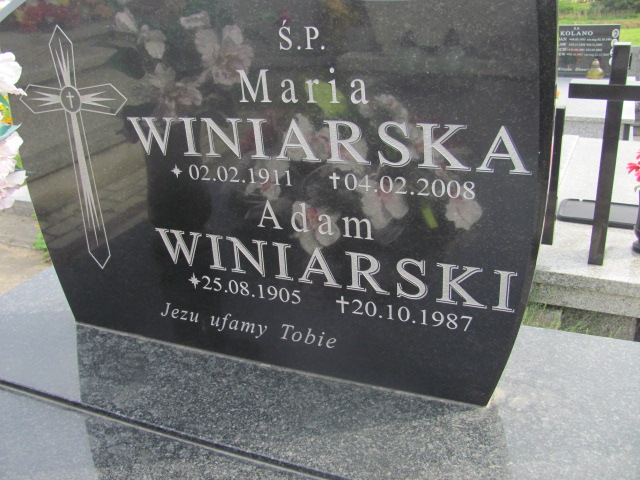 Ś.P.
Maria
WINIARSKA
02.02.1911 04.02.2008
Adam
WINIARSKI
25.08.1905 20.10.1987
Jezu ufamy Tobie
KOLANO